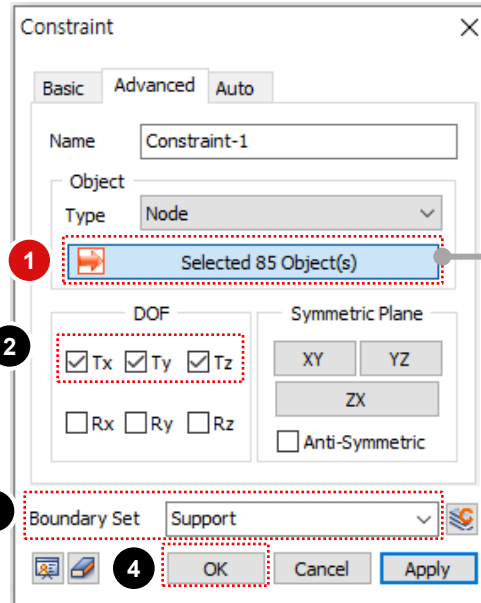 Constraint
Basic Advanced Auto
Name Constraint-1
Object
Type Node
1 Selected 85 Object(s)
DOF Symmetric Plane
2 Tx Ty Tz XY YZ
ZX
Rx Ry Rz Anti-Symmetric
Boundary Set Support
4 OK Cancel Apply